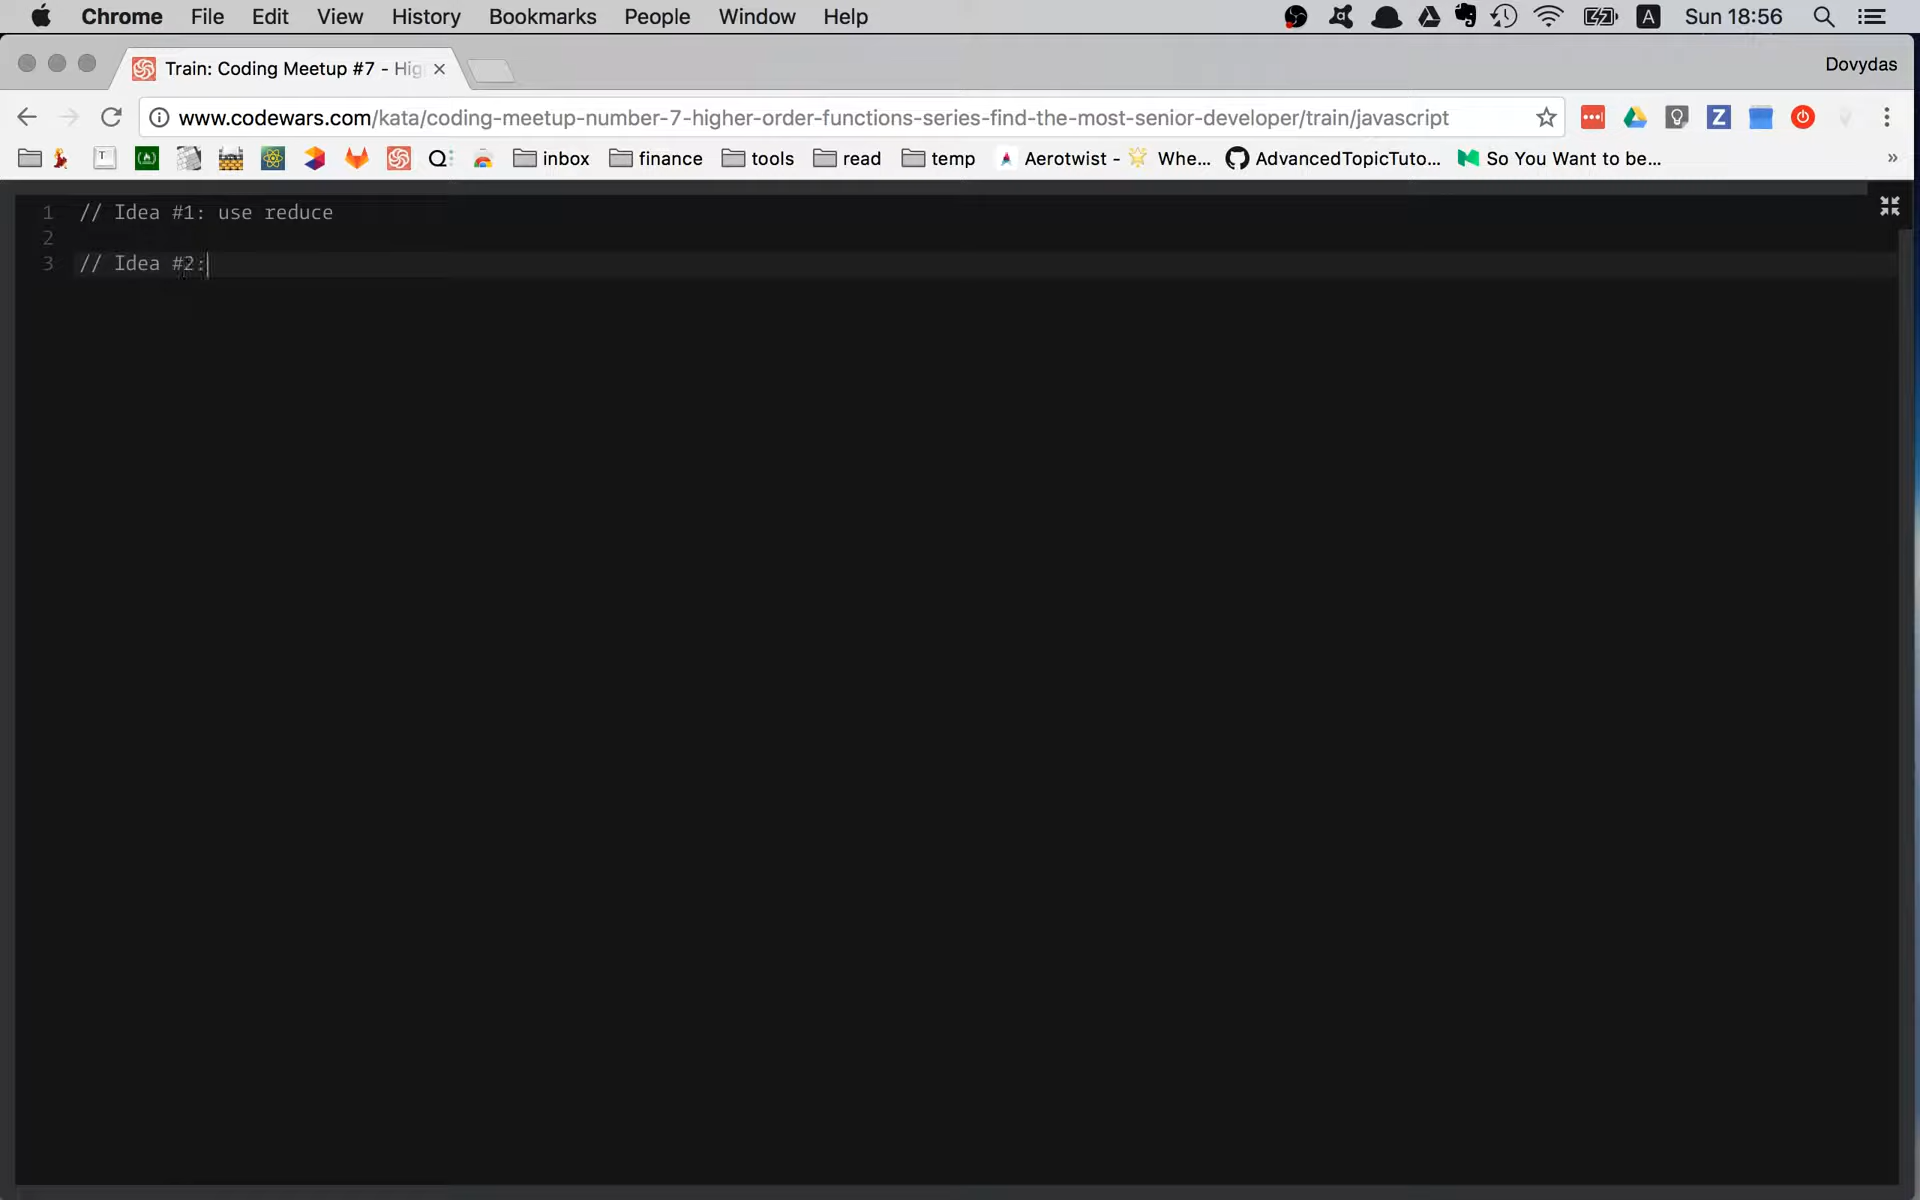 Chrome File Edit View History Bookmarks People Window Help A Sun 18:56
Train: Coding Meetup #7 - Hig Dovydas
www.codewars.com/kata/coding-meetup-number-7-higher-order-functions-series-find-the-most-senior-developer/train/javascript Z
T inbox finance tools read temp Aerotwist - Whe... AdvancedTopicTuto... So You Want to be... »
1 // Idea #1: use reduce
2
3 // Idea #2: